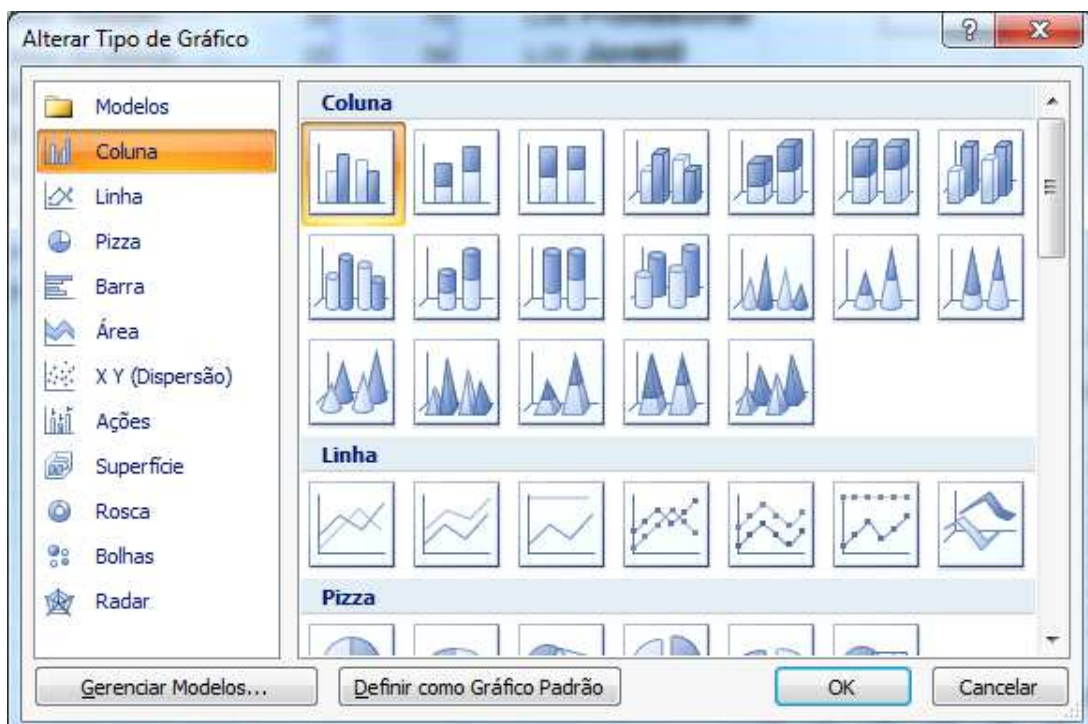 Alterar Tipo de Gráfico
Modelos
Coluna
Linha
Pizza
Barra
Área
X Y (Dispersão)
Ações
Superfície
Rosca
Bolhas
Radar
Coluna
Linha
Pizza
Gerenciar Modelos...
Definir como Gráfico Padrão
OK
Cancelar